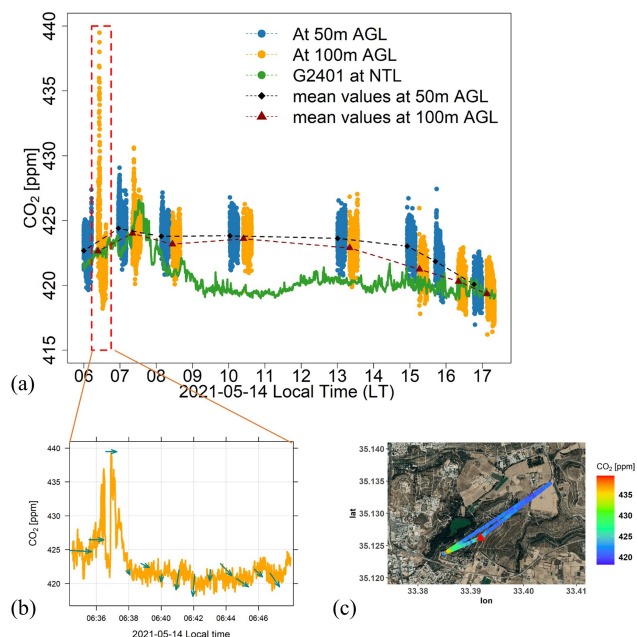 440
435
430
425
420
415
CO₂ [ppm]
At 50m AGL
At 100m AGL
G2401 at NTL
mean values at 50m AGL
mean values at 100m AGL
06 07 08 09 10 11 12 13 14 15 16 17
2021-05-14 Local Time (LT)
(a)
440
435
430
425
420
CO₂ [ppm]
06:36 06:38 06:40 06:42 06:44 06:46
2021-05-14 Local time
(b)
35.140
35.130
35.120
lat
33.38 33.39 33.40 33.41
lon
CO₂ [ppm]
435
430
425
420
(c)